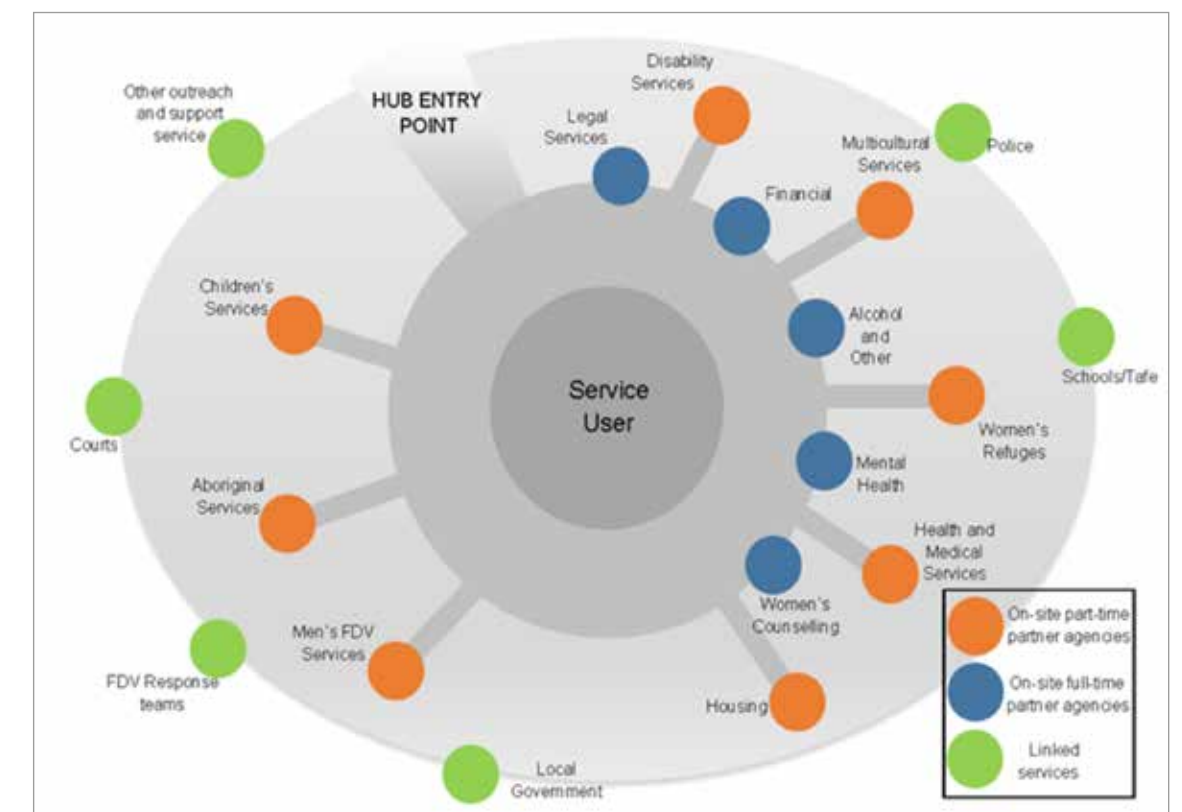 Other outreach
and support
service
HUB ENTRY
POINT
Disability
Services
Legal
Services
Multicultural
Services
Police
Financial
Children's
Services
Alcohol
and
Other
Schools/Tafe
Service
User
Courts
Women's
Refuges
Mental
Health
Aboriginal
Services
Health and
Medical
Services
Women's
Counselling
Men's FDV
Services
FDV Response
teams
Housing
Local
Government
On-site part-time
partner agencies
On-site full-time
partner agencies
Linked
services